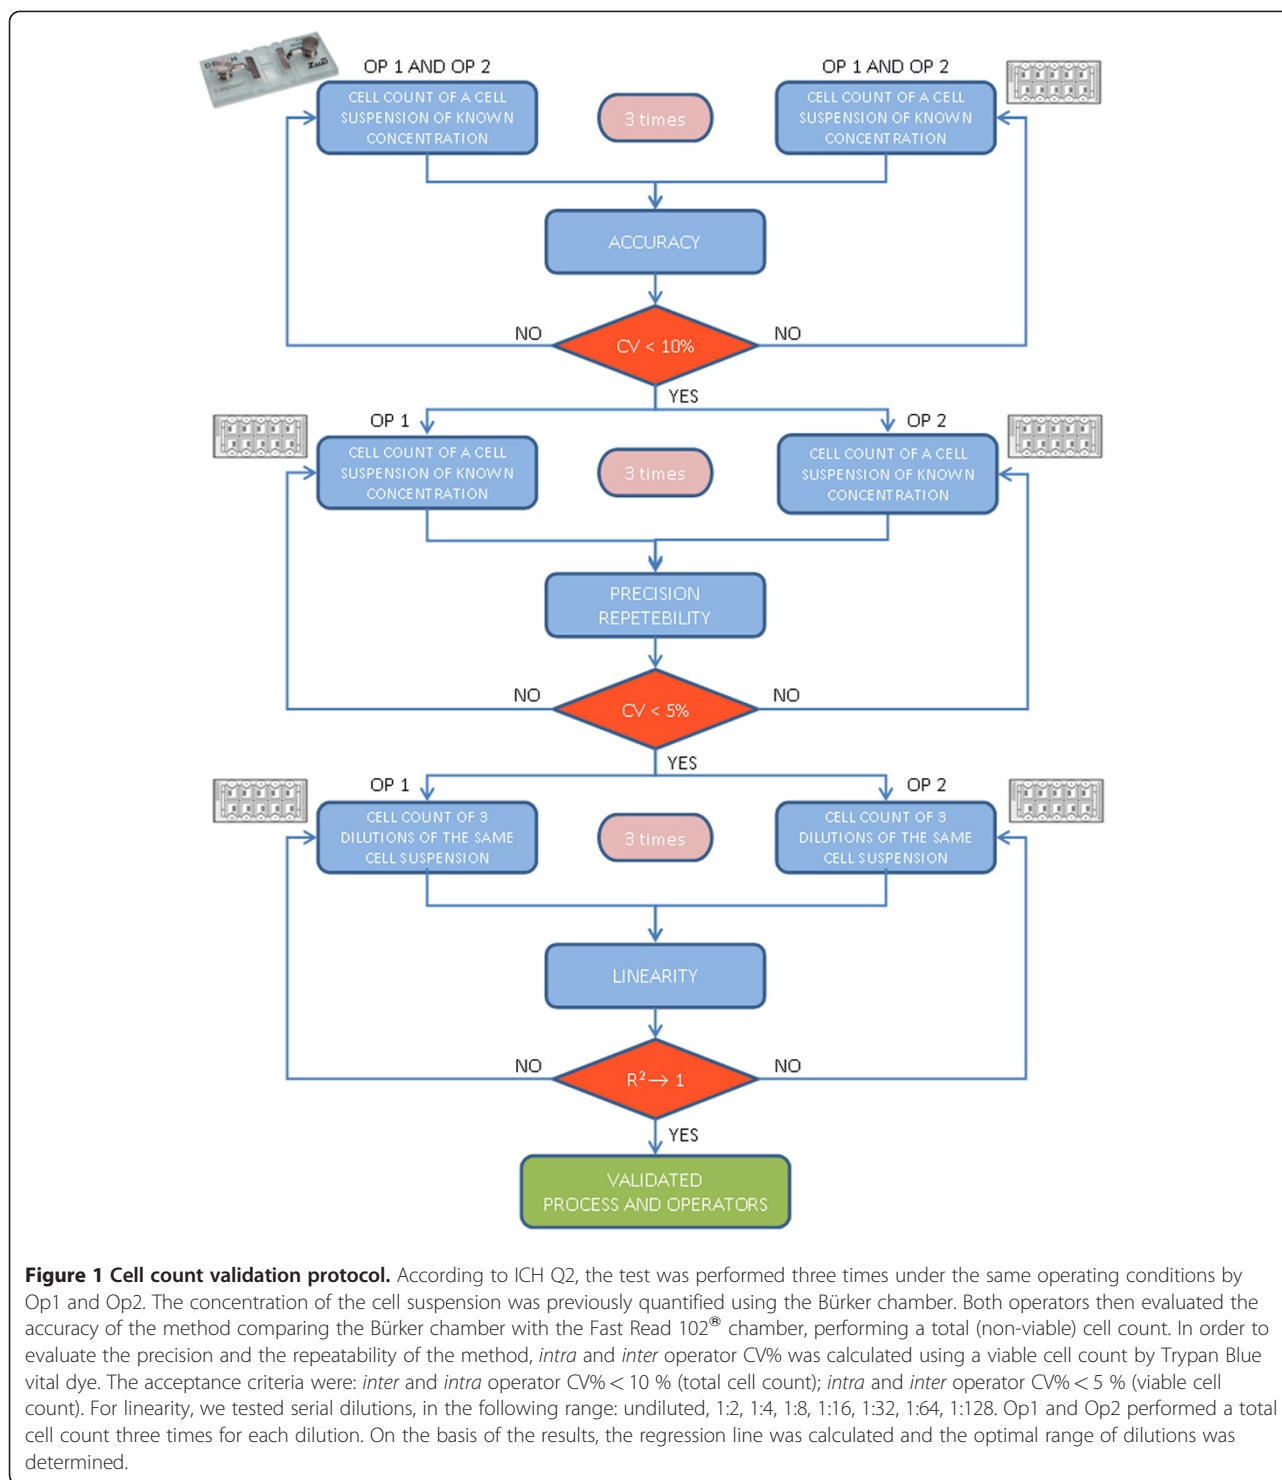 OP 1 AND OP 2
OP 1 AND OP 2
CELL COUNT OF A CELL
SUSPENSION OF KNOWN
CONCENTRATION
3 times
CELL COUNT OF A CELL
SUSPENSION OF KNOWN
CONCENTRATION
ACCURACY
NO
CV < 10%
NO
YES
OP 1
OP 2
CELL COUNT OF A CELL
SUSPENSION OF KNOWN
CONCENTRATION
3 times
CELL COUNT OF A CELL
SUSPENSION OF KNOWN
CONCENTRATION
PRECISION
REPETEBILITY
NO
CV < 5%
NO
YES
OP 1
OP 2
CELL COUNT OF 3
DILUTIONS OF THE SAME
CELL SUSPENSION
3 times
CELL COUNT OF 3
DILUTIONS OF THE SAME
CELL SUSPENSION
LINEARITY
NO
R² → 1
NO
YES
VALIDATED
PROCESS AND OPERATORS
Figure 1 Cell count validation protocol. According to ICH Q2, the test was performed three times under the same operating conditions by
Op1 and Op2. The concentration of the cell suspension was previously quantified using the Bürker chamber. Both operators then evaluated the
accuracy of the method comparing the Bürker chamber with the Fast Read 102® chamber, performing a total (non-viable) cell count. In order to
evaluate the precision and the repeatability of the method, intra and inter operator CV% was calculated using a viable cell count by Trypan Blue
vital dye. The acceptance criteria were: inter and intra operator CV% < 10 % (total cell count); intra and inter operator CV% < 5 % (viable cell
count). For linearity, we tested serial dilutions, in the following range: undiluted, 1:2, 1:4, 1:8, 1:16, 1:32, 1:64, 1:128. Op1 and Op2 performed a total
cell count three times for each dilution. On the basis of the results, the regression line was calculated and the optimal range of dilutions was
determined.